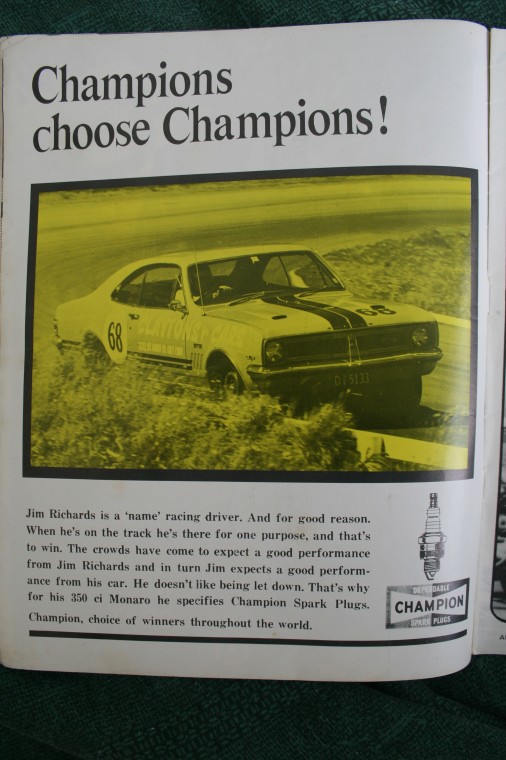 Champions
choose Champions!
68
68
DI5133
Jim Richards is a 'name' racing driver. And for good reason.
When he's on the track he's there for one purpose, and that's
to win. The crowds have come to expect a good performance
from Jim Richards and in turn Jim expects a good perform-
ance from his car. He doesn't like being let down. That's why
for his 350 ci Monaro he specifies Champion Spark Plugs.
Champion, choice of winners throughout the world.
DEPENDABLE
CHAMPION
SPARK PLUGS